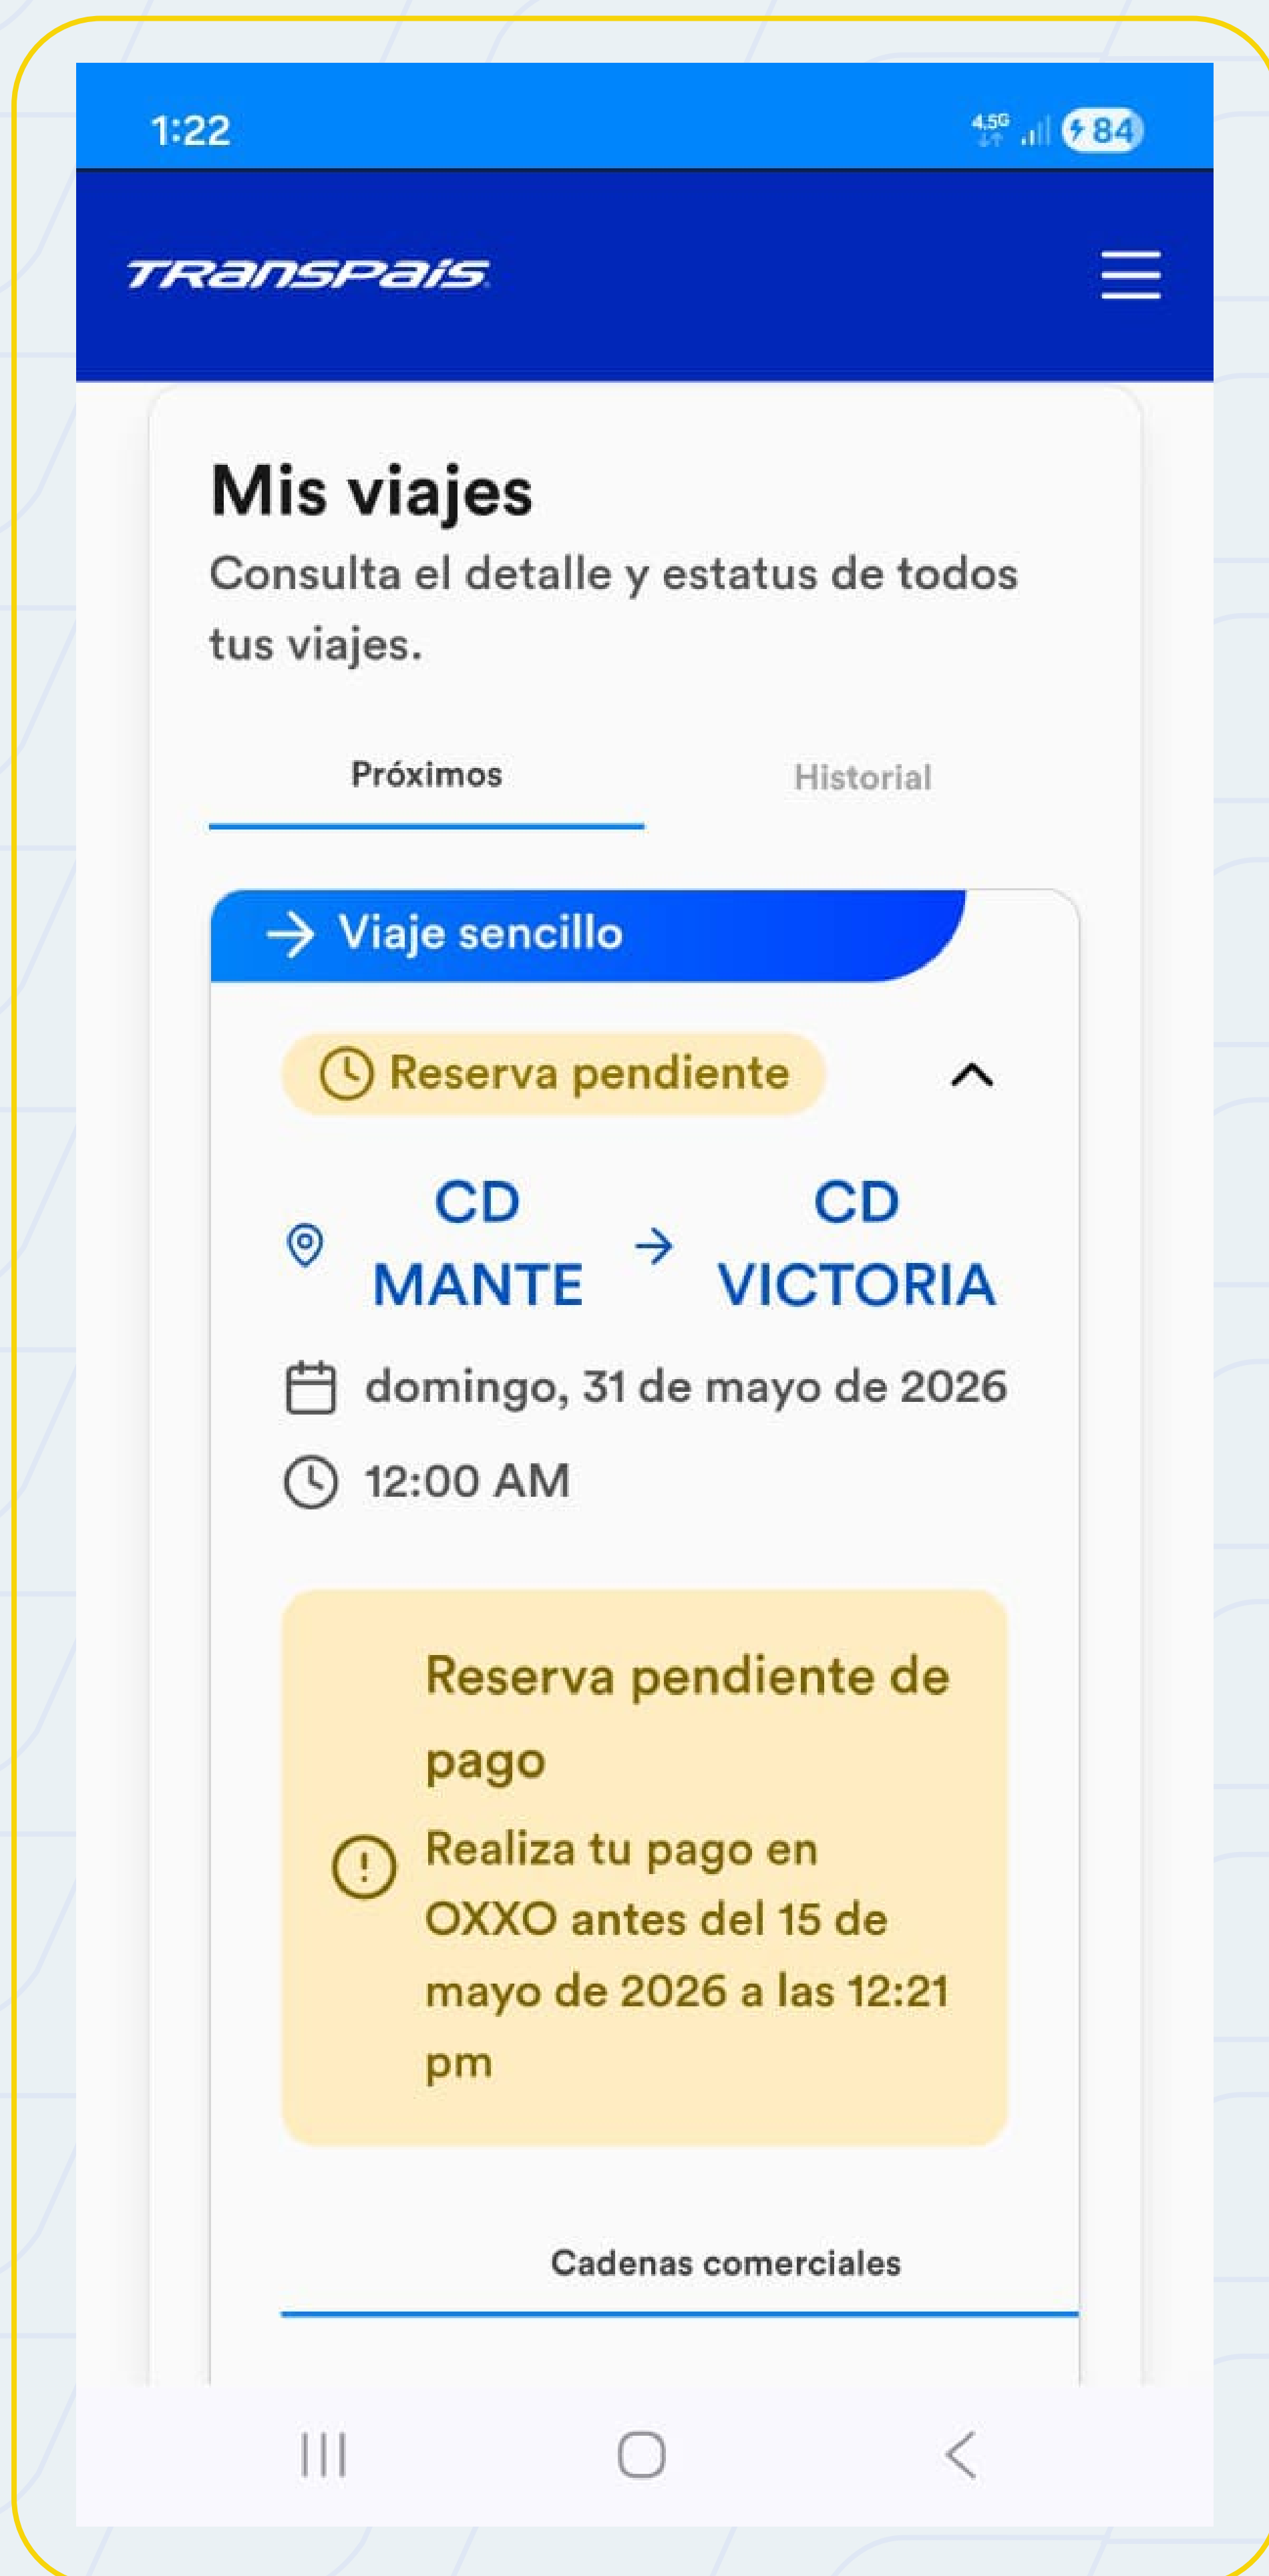 1:22
4.5G
84
TRANSPaís
Mis viajes
Consulta el detalle y estatus de todos
tus viajes.
Próximos
Historial
Viaje sencillo
Reserva pendiente
CD
MANTE
CD
VICTORIA
domingo, 31 de mayo de 2026
12:00 AM
Reserva pendiente de
pago
Realiza tu pago en
OXXO antes del 15 de
mayo de 2026 a las 12:21
pm
Cadenas comerciales